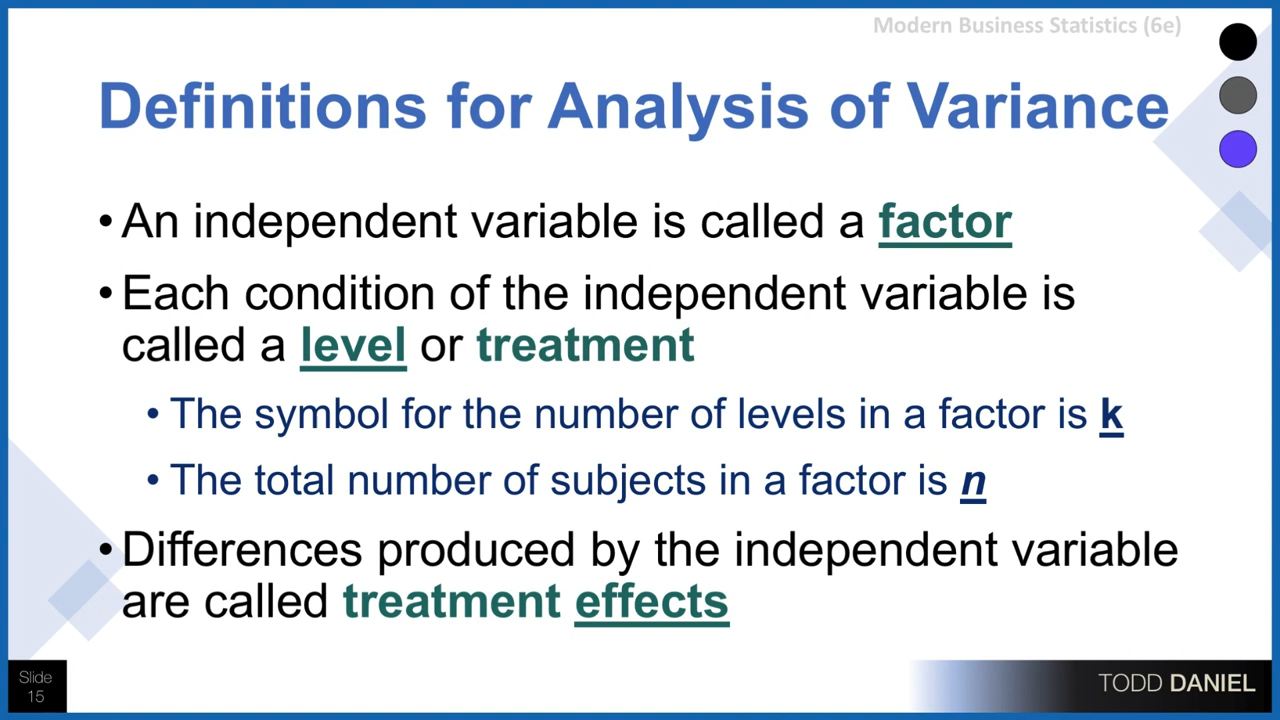 Modern Business Statistics (6e)
Definitions for Analysis of Variance
• An independent variable is called a factor
• Each condition of the independent variable is
called a level or treatment
• The symbol for the number of levels in a factor is k
• The total number of subjects in a factor is n
• Differences produced by the independent variable
are called treatment effects
Slide
15
TODD DANIEL